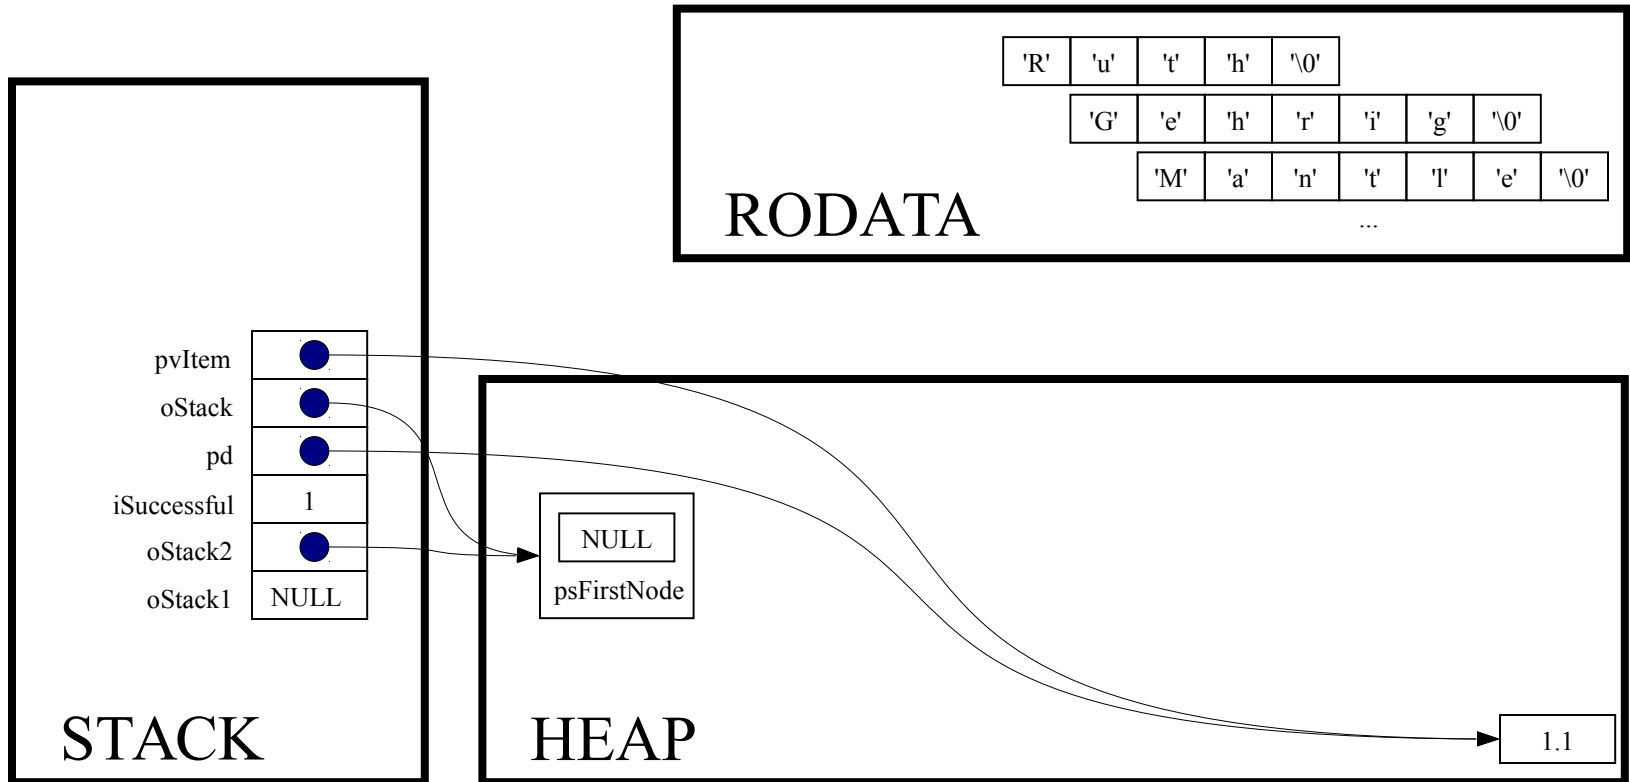 'R' 'u' 't' 'h' '\0'
'G' 'e' 'h' 'r' 'i' 'g' '\0'
'M' 'a' 'n' 't' 'l' 'e' '\0'
...
RODATA
pvItem
oStack
pd
iSuccessful 1
oStack2
oStack1 NULL
STACK
NULL
psFirstNode
1.1
HEAP